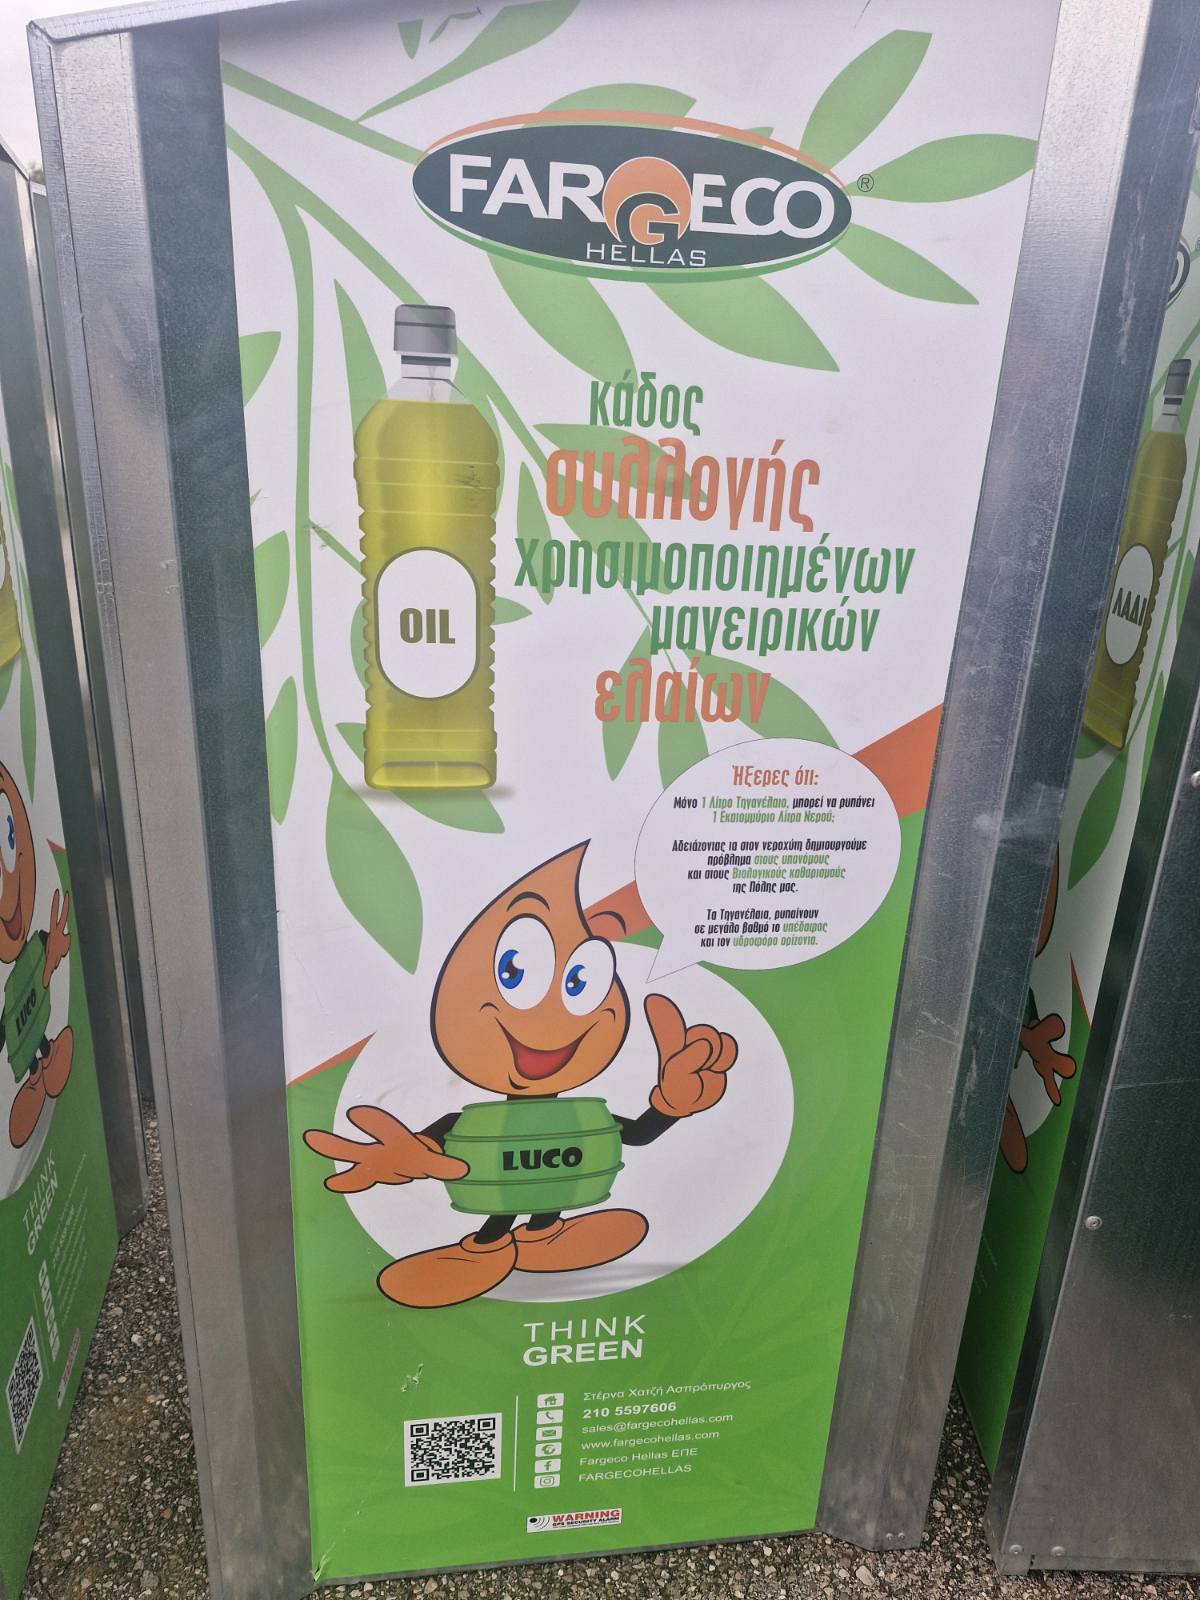 FARGECO
®
HELLAS
κάδος
συλλογής
χρησιμοποιημένων
μαγειρικών
ελαίων
OIL
ΛΑΔΙ
Ήξερες ότι:
Μόνο 1 Λίτρο Τηγανέλαιο, μπορεί να ρυπάνει
1 Εκατομμύριο Λίτρα Νερού;
Αδειάζοντας τα στον νεροχύτη δημιουργούμε
πρόβλημα στους υπονόμους
και στους Βιολογικούς καθαρισμούς
της Πόλης μας.
Τα Τηγανέλαια, ρυπαίνουν
σε μεγάλο βαθμό το υπέδαφος
και τον υδροφόρο ορίζοντα.
LUCO
LUCO
THINK
GREEN
THINK
GREEN
Στέρνα Χατζή Ασπρόπυργος
210 5597606
sales@fargecohellas.com
www.fargecohellas.com
Fargeco Hellas ΕΠΕ
FARGECOHELLAS
WARNING
GPS SECURITY ALARM